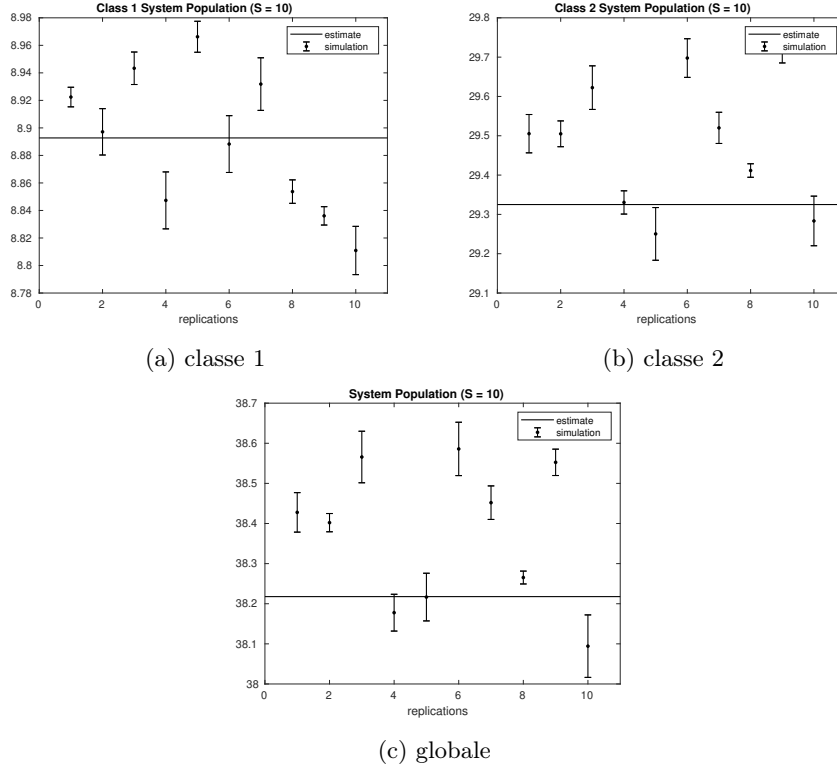 Class 1 System Population (S = 10)
8.98
8.96
8.94
8.92
8.9
8.88
8.86
8.84
8.82
8.8
8.78
0 2 4 6 8 10
replications
estimate
simulation
(a) classe 1
Class 2 System Population (S = 10)
29.8
29.7
29.6
29.5
29.4
29.3
29.2
29.1
0 2 4 6 8 10
replications
estimate
simulation
(b) classe 2
System Population (S = 10)
38.7
38.6
38.5
38.4
38.3
38.2
38.1
38
0 2 4 6 8 10
replications
estimate
simulation
(c) globale